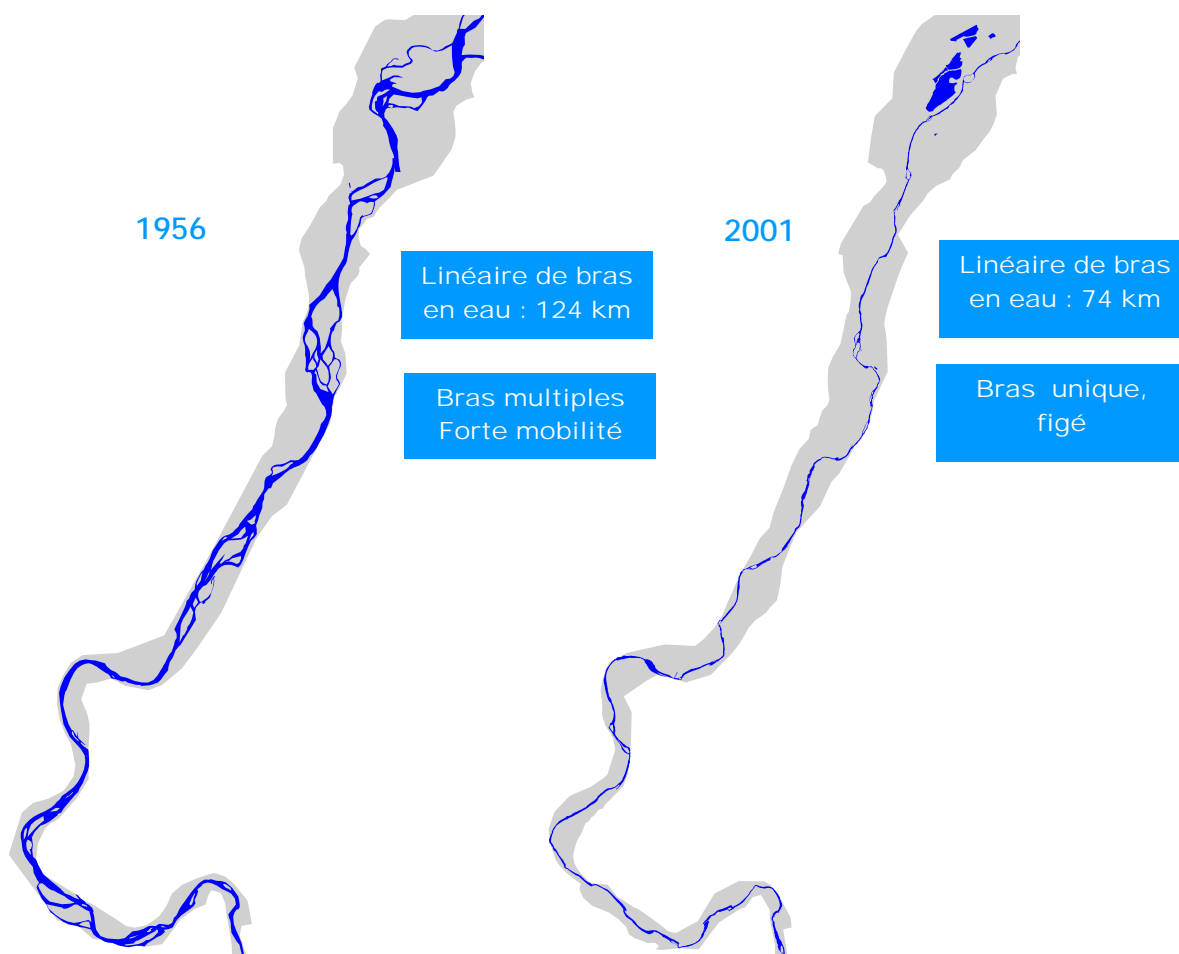 1956
Linéaire de bras
en eau : 124 km
Bras multiples
Forte mobilité
2001
Linéaire de bras
en eau : 74 km
Bras unique,
figé